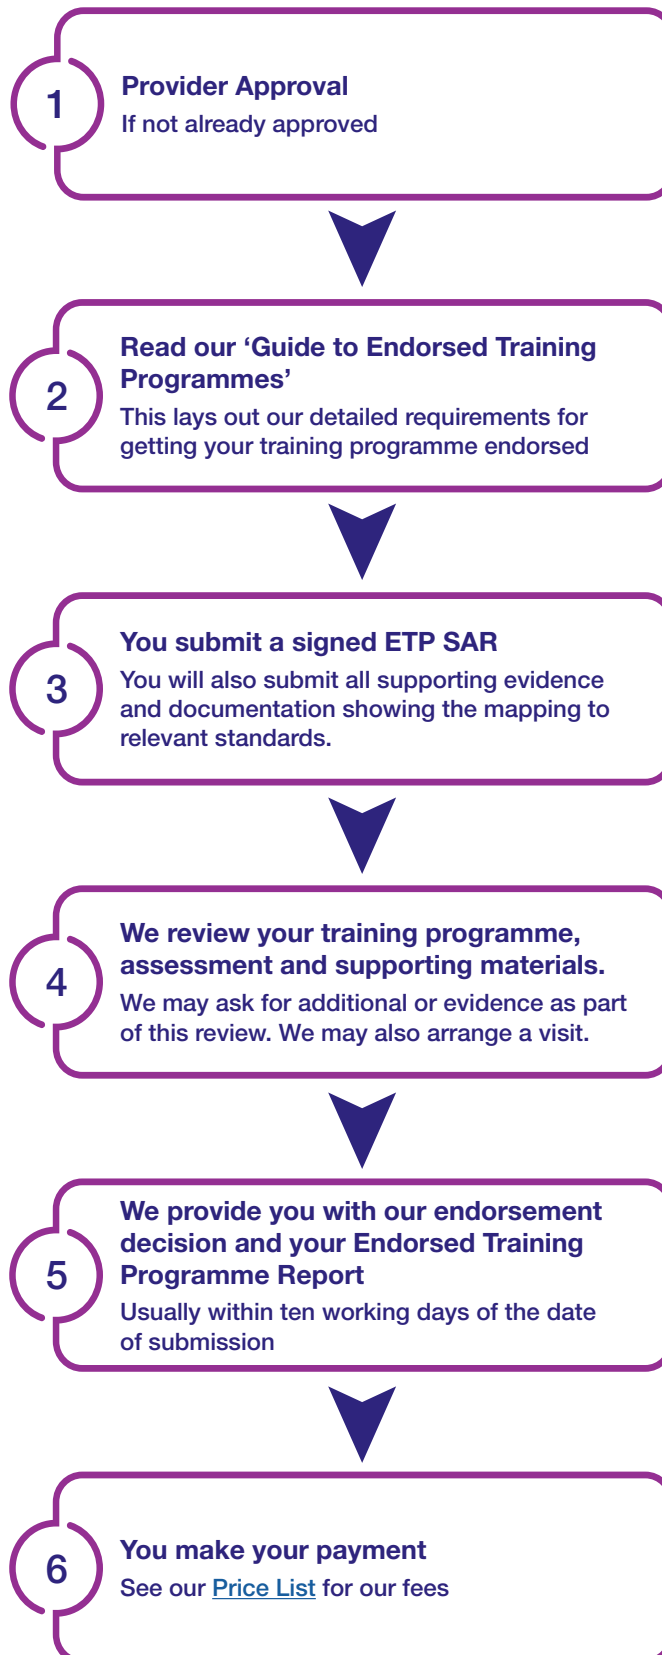 1
Provider Approval
If not already approved
2
Read our ‘Guide to Endorsed Training
Programmes’
This lays out our detailed requirements for
getting your training programme endorsed
3
You submit a signed ETP SAR
You will also submit all supporting evidence
and documentation showing the mapping to
relevant standards.
4
We review your training programme,
assessment and supporting materials.
We may ask for additional or evidence as part
of this review. We may also arrange a visit.
5
We provide you with our endorsement
decision and your Endorsed Training
Programme Report
Usually within ten working days of the date
of submission
6
You make your payment
See our Price List for our fees